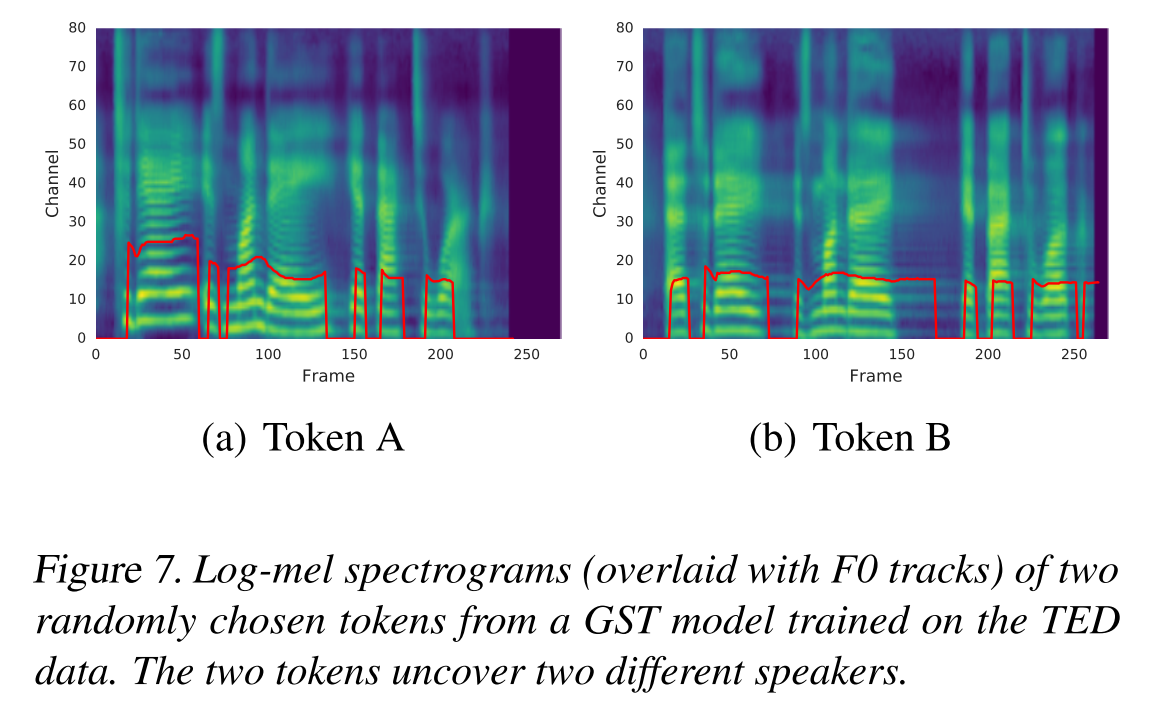 80
70
60
50
40
30
20
10
0
Channel
0 50 100 150 200 250
Frame
(a) Token A
80
70
60
50
40
30
20
10
0
Channel
0 50 100 150 200 250
Frame
(b) Token B
Figure 7. Log-mel spectrograms (overlaid with F0 tracks) of two
randomly chosen tokens from a GST model trained on the TED
data. The two tokens uncover two different speakers.